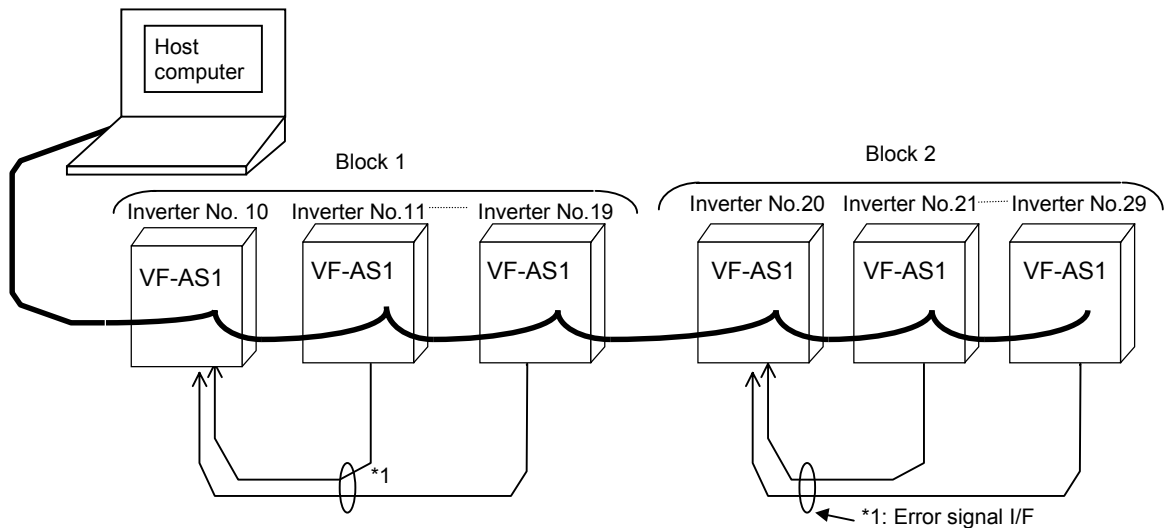 Host
computer
Block 1
Block 2
Inverter No. 10
Inverter No.11
Inverter No.19
Inverter No.20
Inverter No.21
Inverter No.29
VF-AS1
VF-AS1
VF-AS1
VF-AS1
VF-AS1
VF-AS1
*1
*1: Error signal I/F